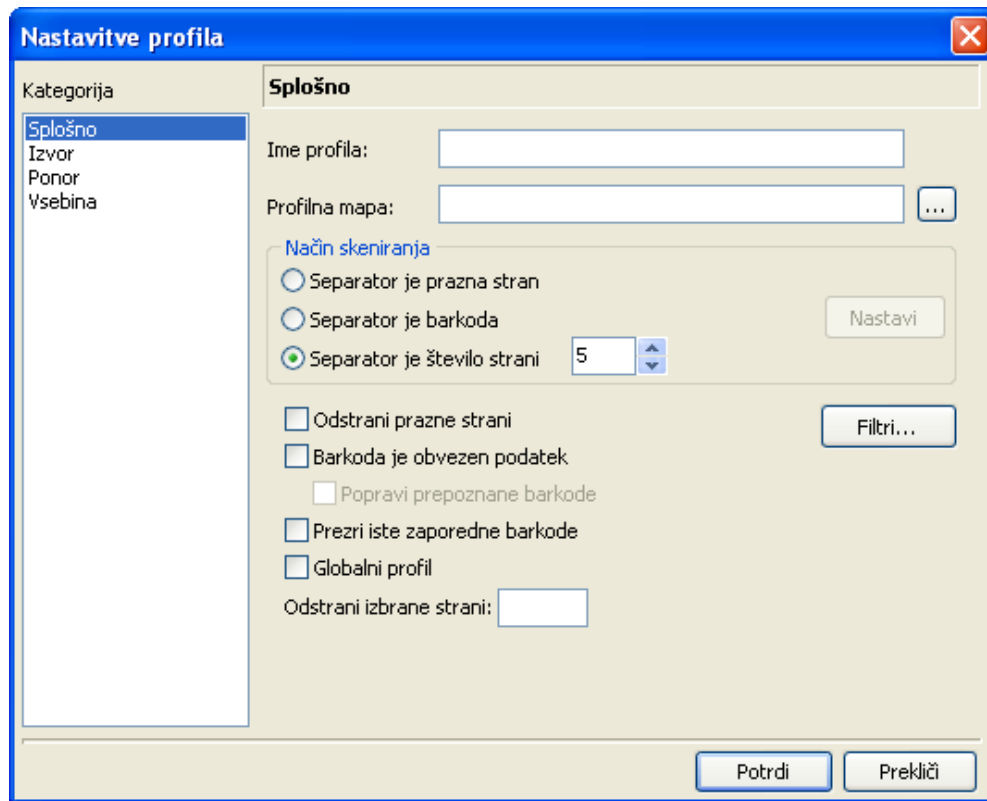 Nastavitve profila
Kategorija
Splošno
Izvor
Ponor
Vsebina
Splošno
Ime profila:
Profilna mapa:
...
Način skeniranja
Separator je prazna stran
Separator je barkoda
Nastavi
Separator je število strani 5
Odstrani prazne strani
Filtri...
Barkoda je obvezen podatek
Popravi prepoznane barkode
Prezri iste zaporedne barkode
Globalni profil
Odstrani izbrane strani:
Potrdi Prekliči